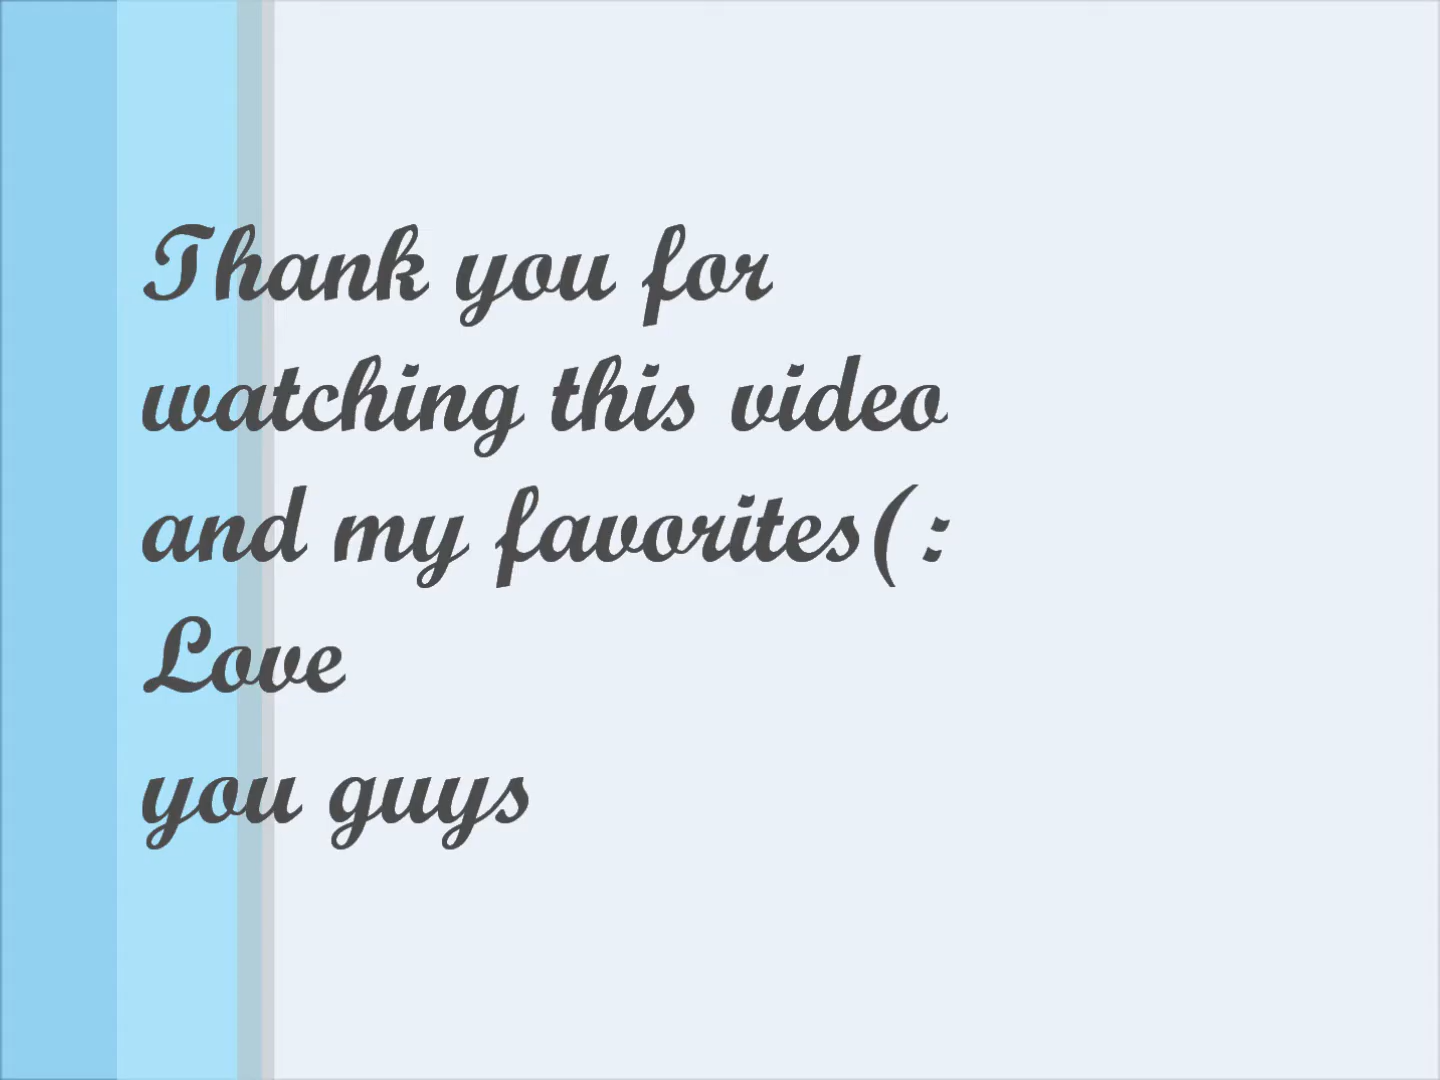 Thank you for
watching this video
and my favorites(:
Love
you guys